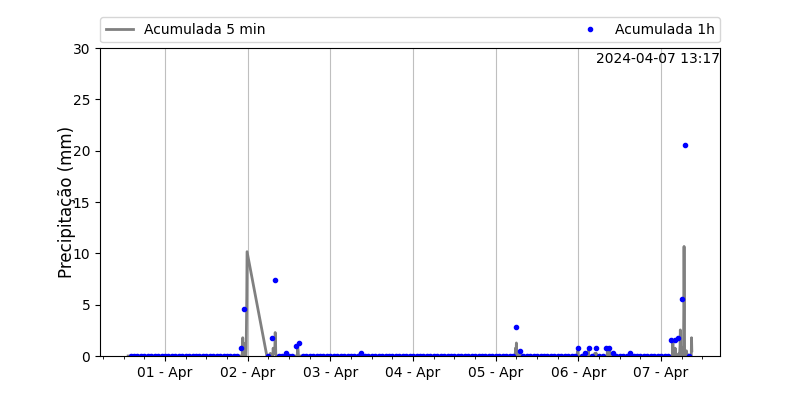 Acumulada 5 min
Acumulada 1h
2024-04-07 13:17
Precipitação (mm)
30
25
20
15
10
5
0
01 - Apr
02 - Apr
03 - Apr
04 - Apr
05 - Apr
06 - Apr
07 - Apr